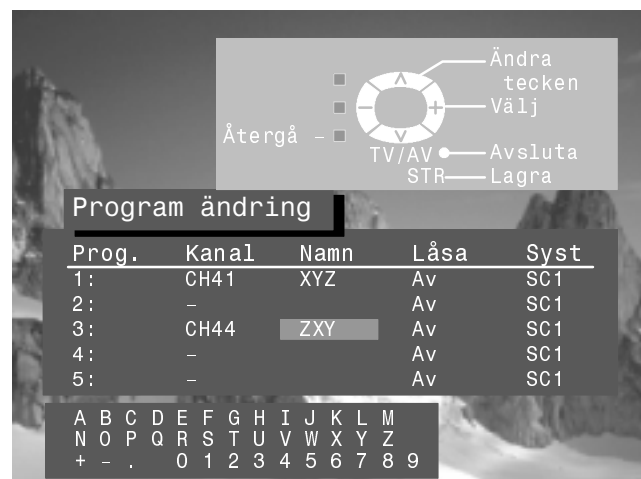 Ändra
tecken
Välj
Återgå –
TV/AV Avsluta
STR Lagra
Program ändring
Prog. Kanal Namn Låsa Syst
1: CH41 XYZ Av SC1
2: – Av SC1
3: CH44 ZXY Av SC1
4: – Av SC1
5: – Av SC1
A B C D E F G H I J K L M
N O P Q R S T U V W X Y Z
+ – . 0 1 2 3 4 5 6 7 8 9